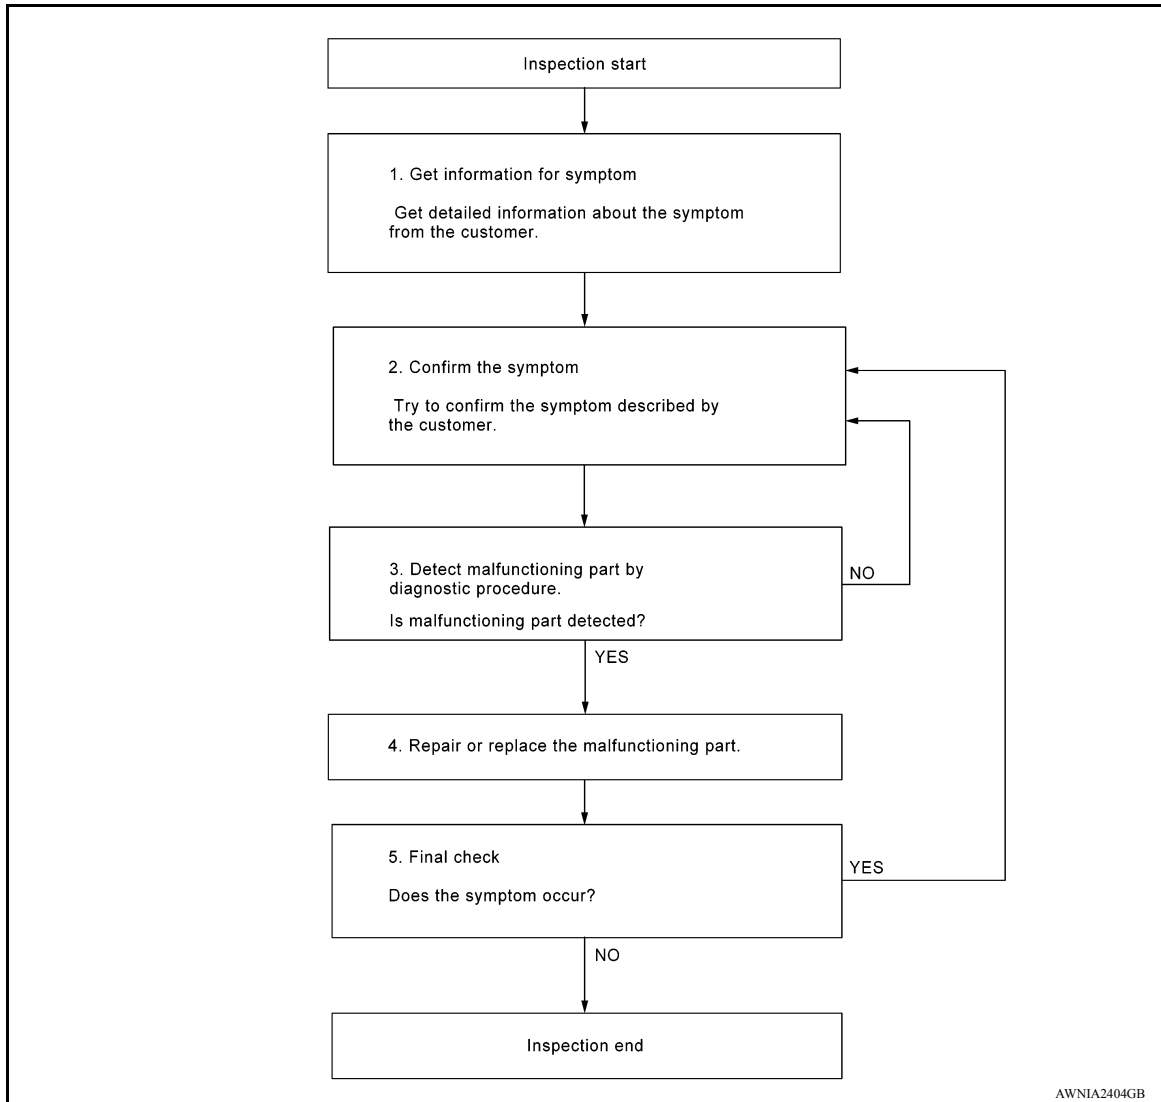 Inspection start
1. Get information for symptom
Get detailed information about the symptom
from the customer.
2. Confirm the symptom
Try to confirm the symptom described by
the customer.
3. Detect malfunctioning part by
diagnostic procedure.
NO
Is malfunctioning part detected?
YES
4. Repair or replace the malfunctioning part.
5. Final check
YES
Does the symptom occur?
NO
Inspection end
AWNIA2404GB